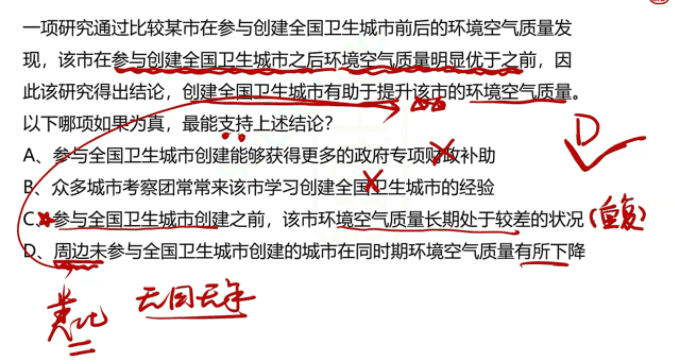 一项研究通过比较某市在参与创建全国卫生城市前后的环境空气质量发
现，该市在参与创建全国卫生城市之后环境空气质量明显优于之前，因
此该研究得出结论，创建全国卫生城市有助于提升该市的环境空气质量。
以下哪项如果为真，最能支持上述结论？
D
A、参与全国卫生城市创建能够获得更多的政府专项财政补助
B、众多城市考察团常常来该市学习创建全国卫生城市的经验
C、参与全国卫生城市创建之前，该市环境空气质量长期处于较差的状况（重复）
D、周边未参与全国卫生城市创建的城市在同时期环境空气质量有所下降
类比 无因无果